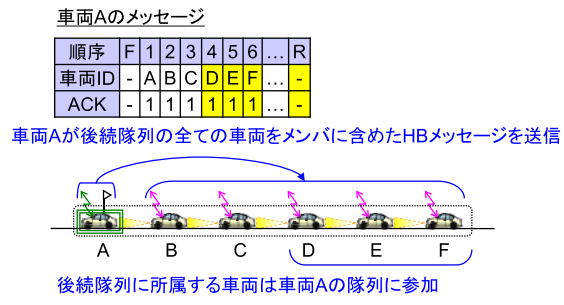 車両Aのメッセージ
順序 F 1 2 3 4 5 6 … R
車両ID - A B C D E F … -
ACK - 1 1 1 1 1 1 … -
車両Aが後続隊列の全ての車両をメンバに含めたHBメッセージを送信
A B C D E F
後続隊列に所属する車両は車両Aの隊列に参加